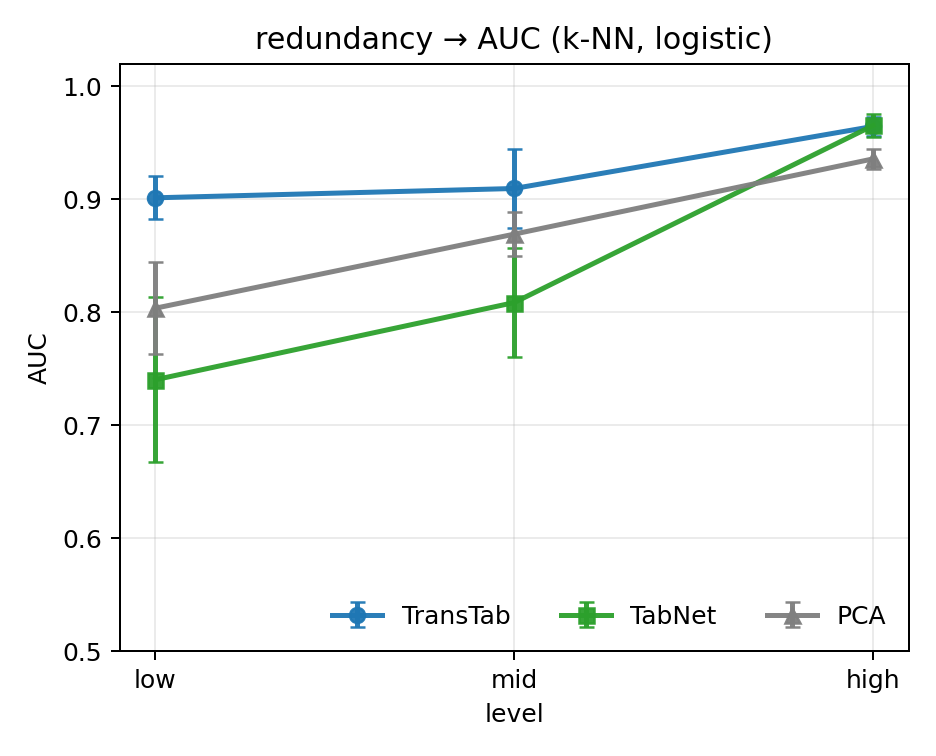 redundancy → AUC (k-NN, logistic)
1.0
0.9
0.8
0.7
0.6
0.5
AUC
TransTab TabNet PCA
low mid high
level